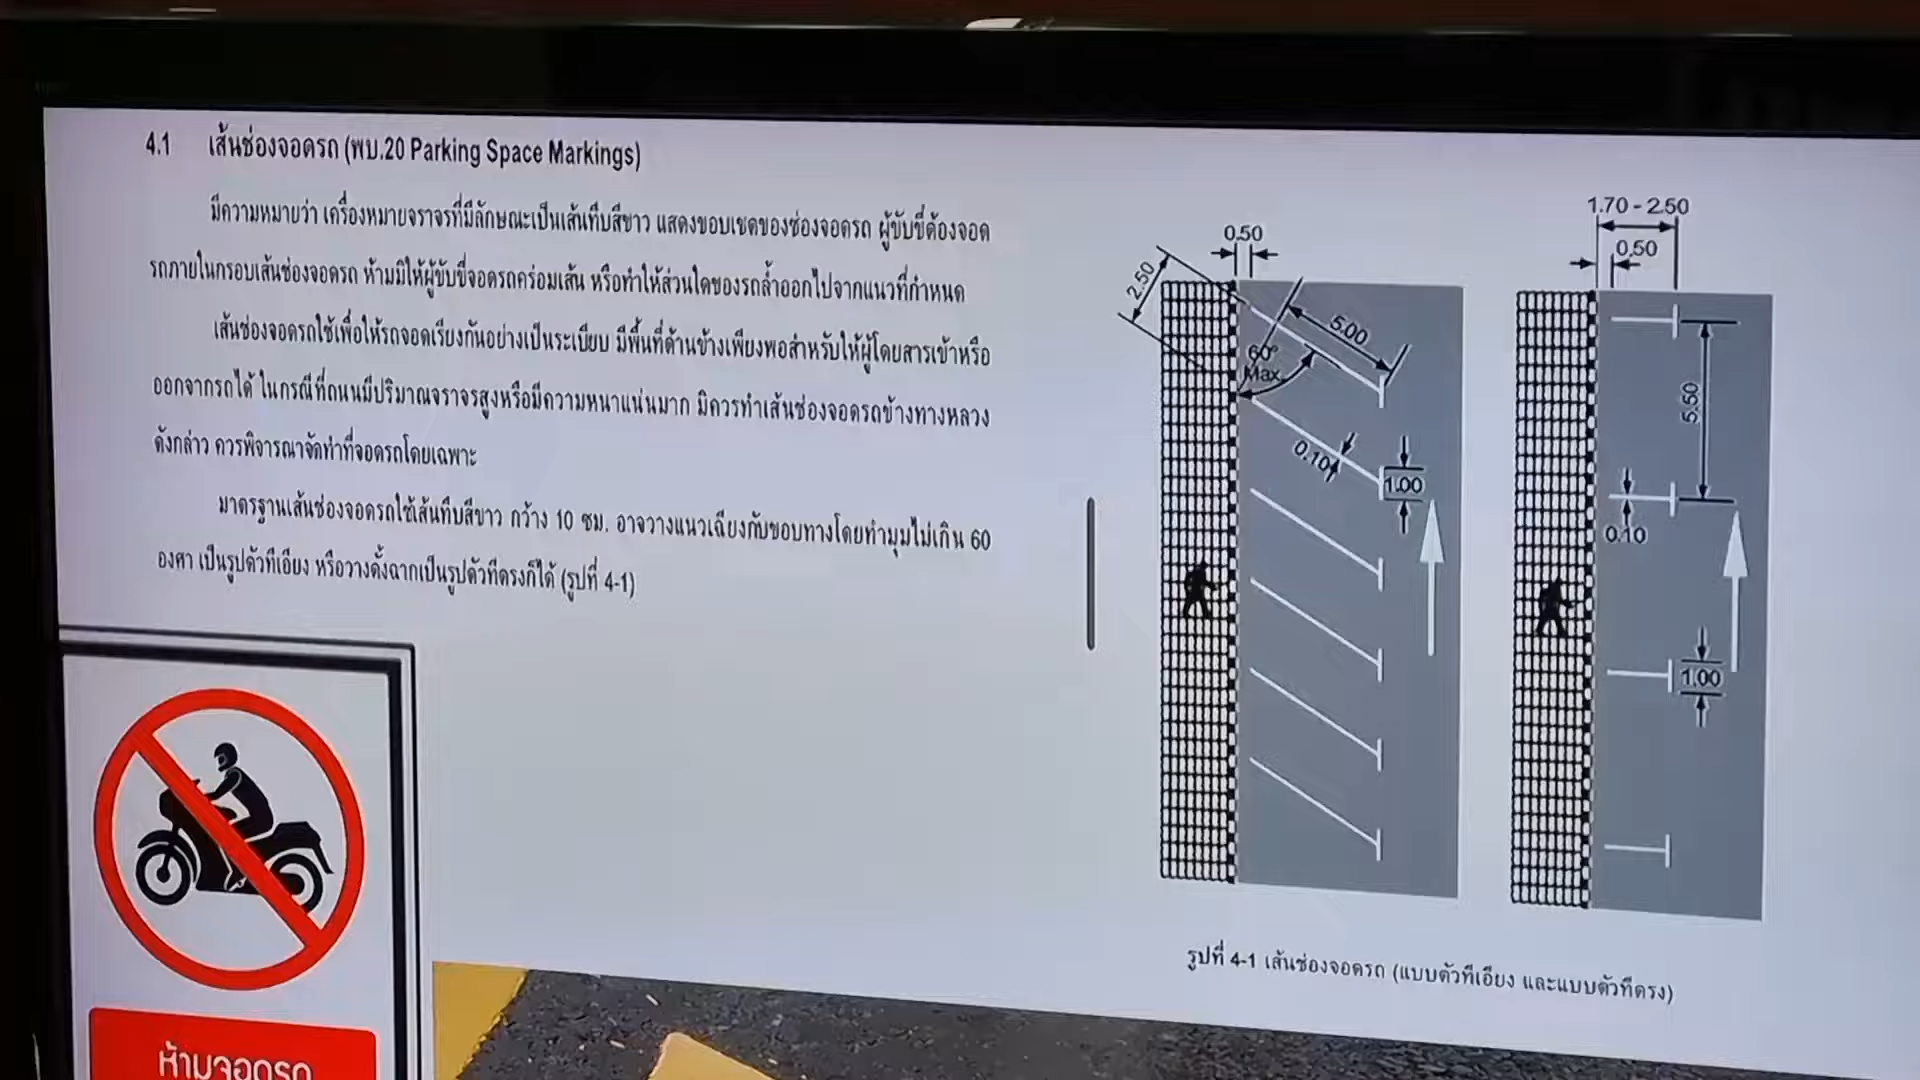 4.1 เส้นช่องจอดรถ (พบ.20 Parking Space Markings)
มีความหมายว่า เครื่องหมายจราจรที่มีลักษณะเป็นเส้นทึบสีขาว แสดงขอบเขตของช่องจอดรถ ผู้ขับขี่ต้องจอด
รถภายในกรอบเส้นช่องจอดรถ ห้ามมิให้ผู้ขับขี่จอดรถคร่อมเส้น หรือทำให้ส่วนใดของรถล้ำออกไปจากแนวที่กำหนด
เส้นช่องจอดรถใช้เพื่อให้รถจอดเรียงกันอย่างเป็นระเบียบ มีพื้นที่ด้านข้างเพียงพอสำหรับให้ผู้โดยสารเข้าหรือ
ออกจากรถได้ ในกรณีที่ถนนมีปริมาณจราจรสูงหรือมีความหนาแน่นมาก มิควรทำเส้นช่องจอดรถข้างทางหลวง
ดังกล่าว ควรพิจารณาจัดทำที่จอดรถโดยเฉพาะ
มาตรฐานเส้นช่องจอดรถใช้เส้นทึบสีขาว กว้าง 10 ซม. อาจวางแนวเฉียงกับขอบทางโดยทำมุมไม่เกิน 60
องศา เป็นรูปตัวทีเอียง หรือวางตั้งฉากเป็นรูปตัวทีตรงก็ได้ (รูปที่ 4-1)
0.50
2.50
5.00
60°
Max.
0.10
1.00
1.70 - 2.50
0.50
5.50
0.10
1.00
รูปที่ 4-1 เส้นช่องจอดรถ (แบบตัวทีเอียง และแบบตัวทีตรง)
ห้ามจอดรถ